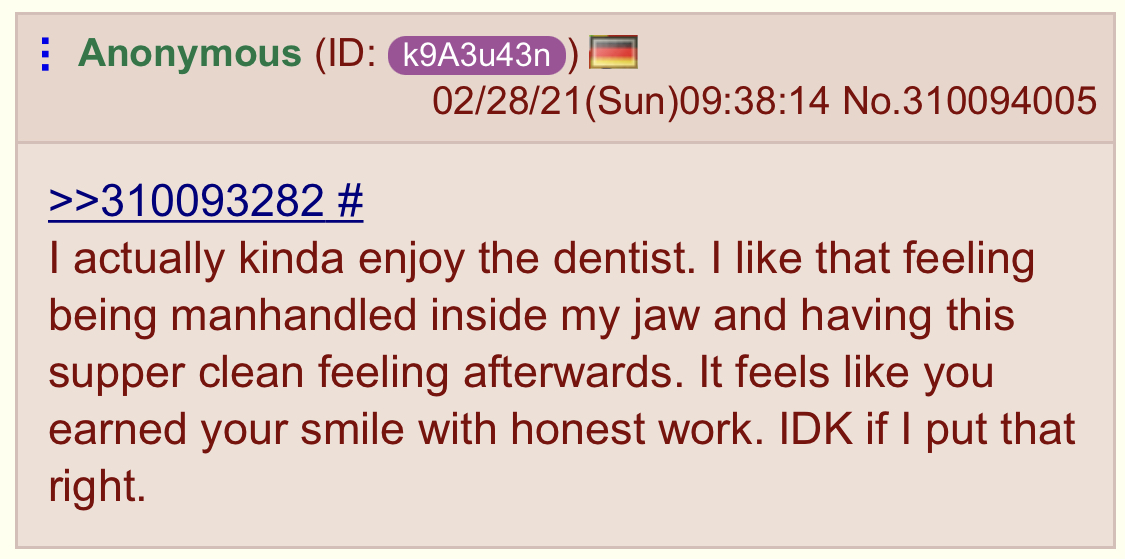 Anonymous (ID: k9A3u43n)
02/28/21(Sun)09:38:14 No.310094005
>>310093282 #
I actually kinda enjoy the dentist. I like that feeling
being manhandled inside my jaw and having this
supper clean feeling afterwards. It feels like you
earned your smile with honest work. IDK if I put that
right.